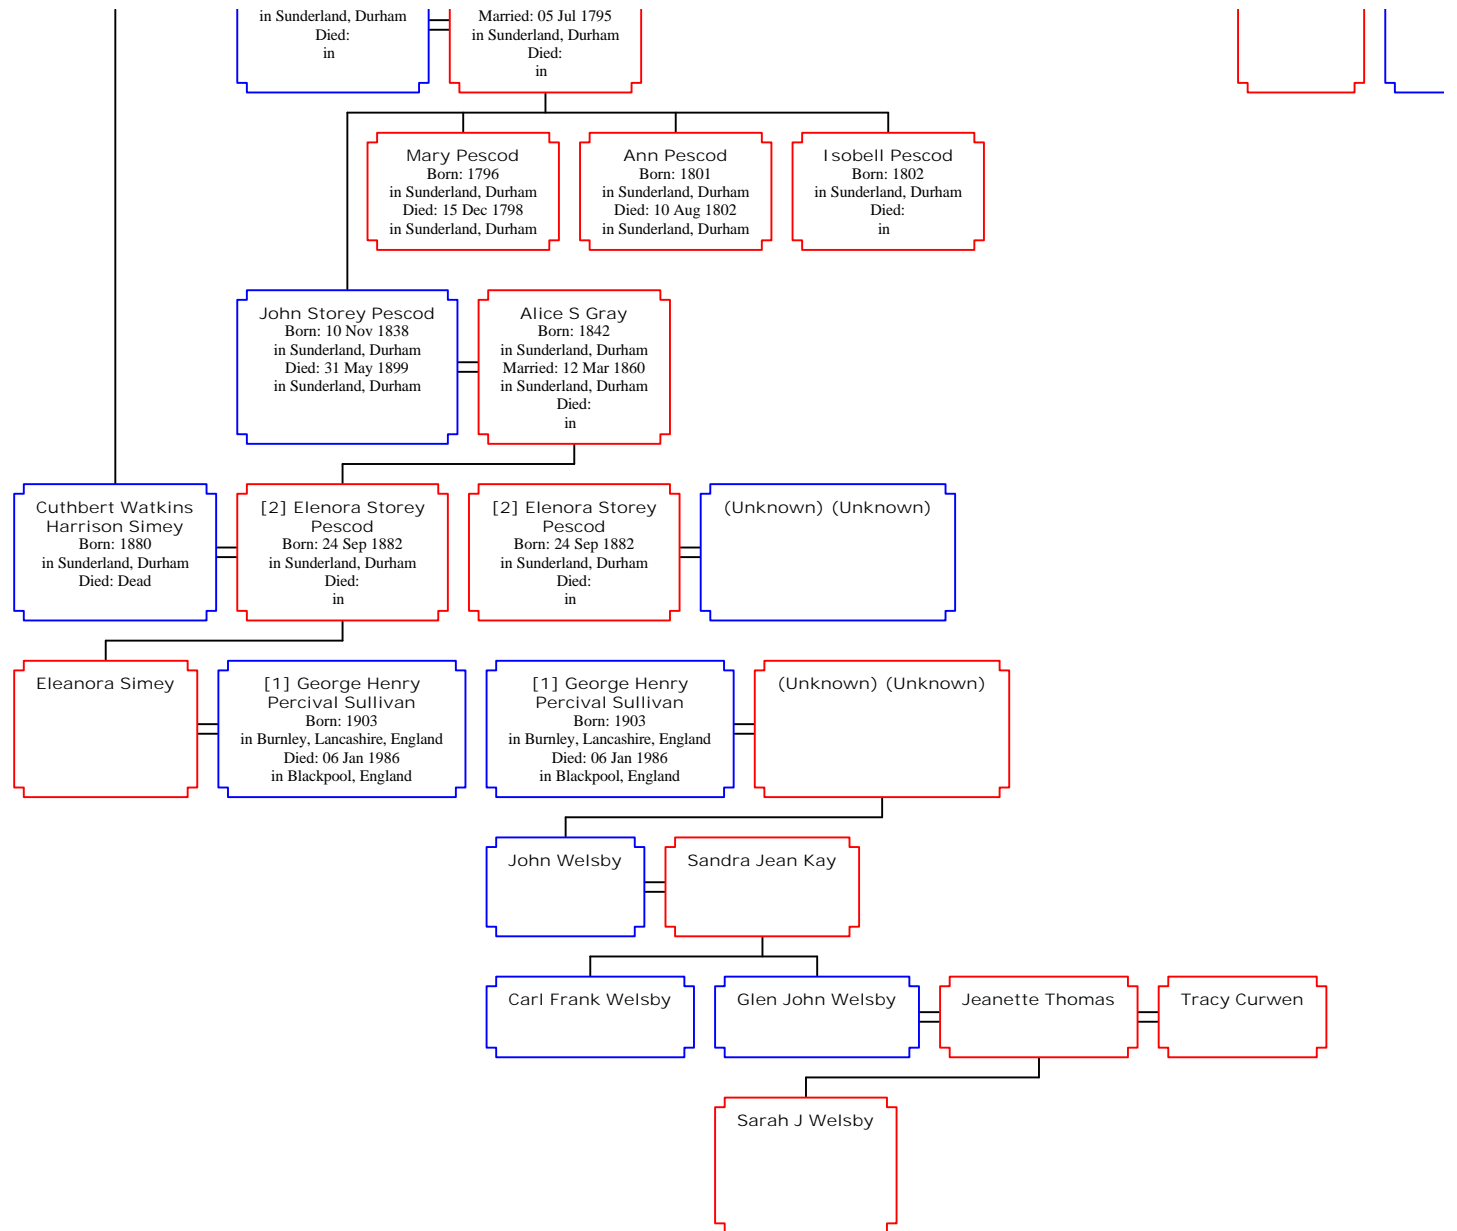 in Sunderland, Durham
Died:
in
Married: 05 Jul 1795
in Sunderland, Durham
Died:
in
Mary Pescod
Born: 1796
in Sunderland, Durham
Died: 15 Dec 1798
in Sunderland, Durham
Ann Pescod
Born: 1801
in Sunderland, Durham
Died: 10 Aug 1802
in Sunderland, Durham
Isobell Pescod
Born: 1802
in Sunderland, Durham
Died:
in
John Storey Pescod
Born: 10 Nov 1838
in Sunderland, Durham
Died: 31 May 1899
in Sunderland, Durham
Alice S Gray
Born: 1842
in Sunderland, Durham
Married: 12 Mar 1860
in Sunderland, Durham
Died:
in
Cuthbert Watkins
Harrison Simey
Born: 1880
in Sunderland, Durham
Died: Dead
[2] Elenora Storey
Pescod
Born: 24 Sep 1882
in Sunderland, Durham
Died:
in
[2] Elenora Storey
Pescod
Born: 24 Sep 1882
in Sunderland, Durham
Died:
in
(Unknown) (Unknown)
Eleanora Simey
[1] George Henry
Percival Sullivan
Born: 1903
in Burnley, Lancashire, England
Died: 06 Jan 1986
in Blackpool, England
[1] George Henry
Percival Sullivan
Born: 1903
in Burnley, Lancashire, England
Died: 06 Jan 1986
in Blackpool, England
(Unknown) (Unknown)
John Welsby
Sandra Jean Kay
Carl Frank Welsby
Glen John Welsby
Jeanette Thomas
Tracy Curwen
Sarah J Welsby